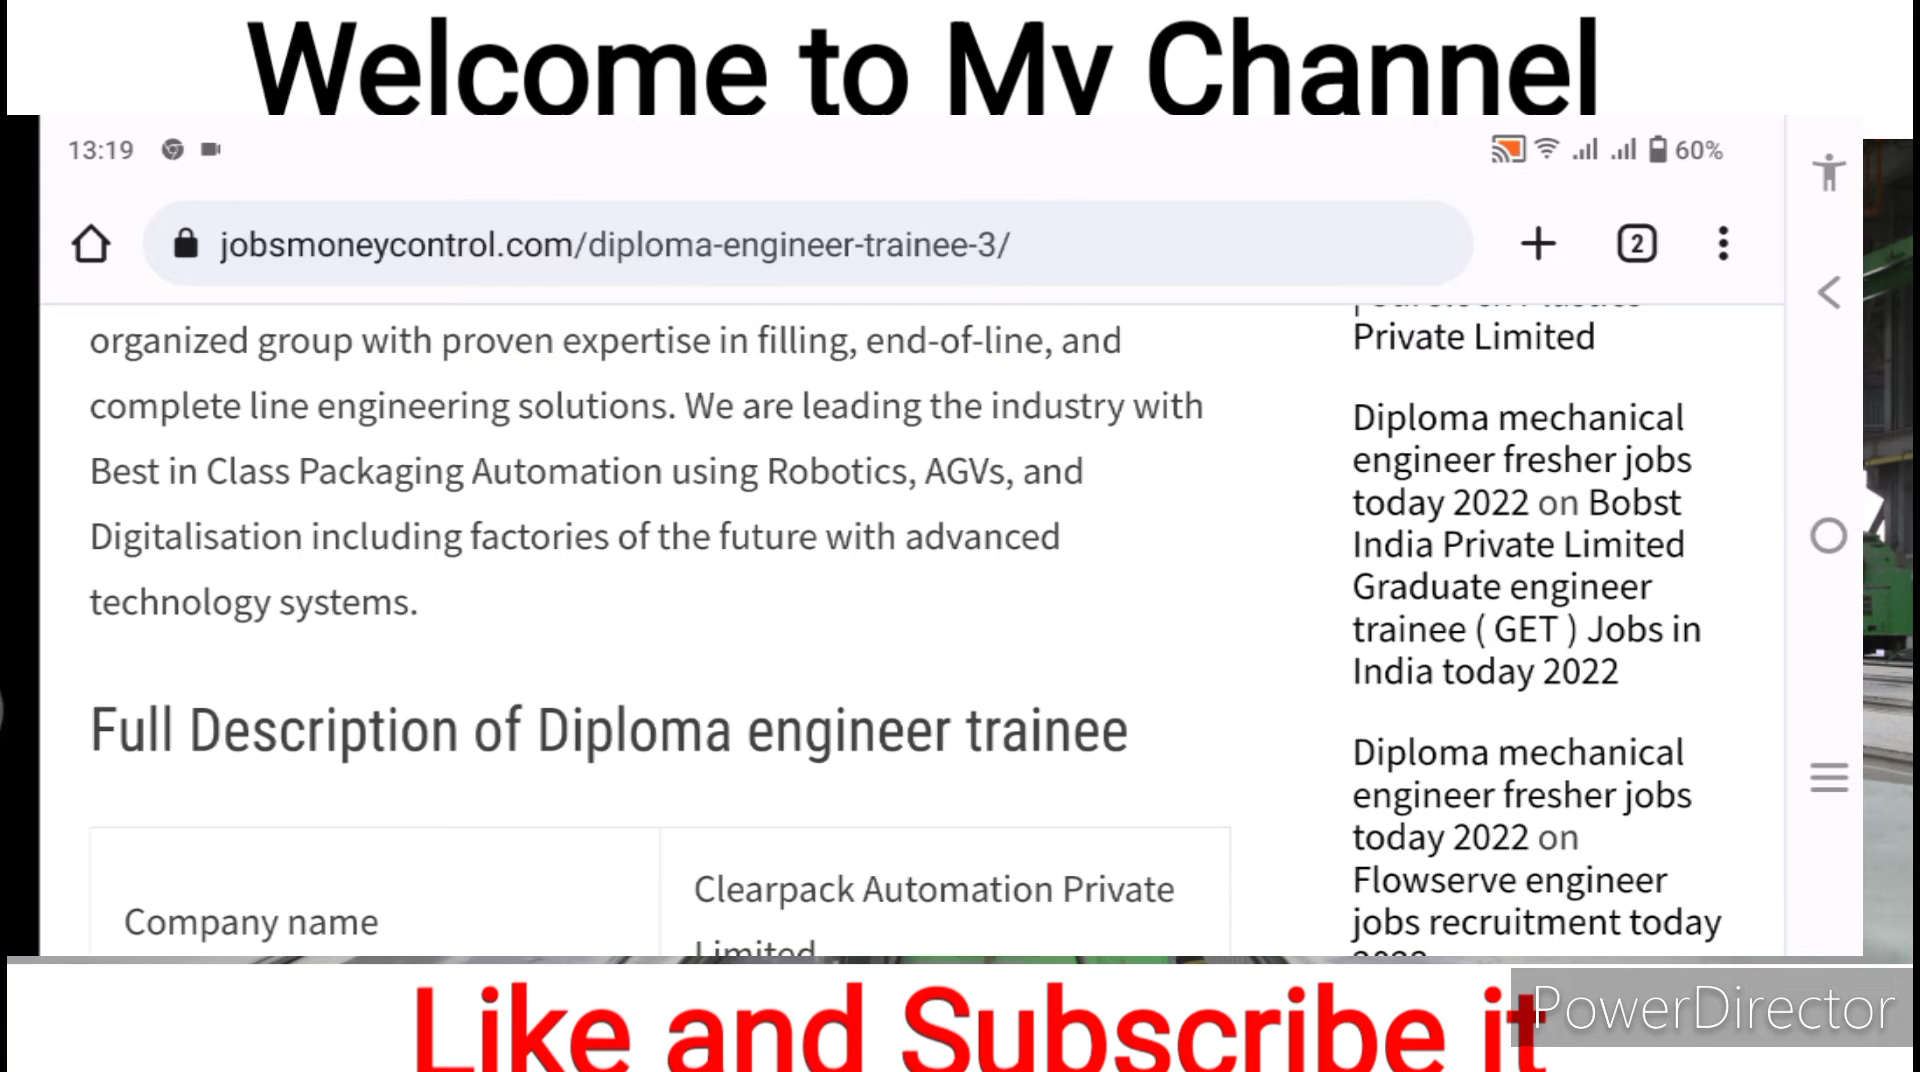 Welcome to My Channel
13:19
60%
jobsmoneycontrol.com/diploma-engineer-trainee-3/
2
organized group with proven expertise in filling, end-of-line, and
complete line engineering solutions. We are leading the industry with
Best in Class Packaging Automation using Robotics, AGVs, and
Digitalisation including factories of the future with advanced
technology systems.
Full Description of Diploma engineer trainee
Company name
Clearpack Automation Private
Limited
Private Limited
Diploma mechanical
engineer fresher jobs
today 2022 on Bobst
India Private Limited
Graduate engineer
trainee ( GET ) Jobs in
India today 2022
Diploma mechanical
engineer fresher jobs
today 2022 on
Flowserve engineer
jobs recruitment today
2022
Like and Subscribe it
PowerDirector